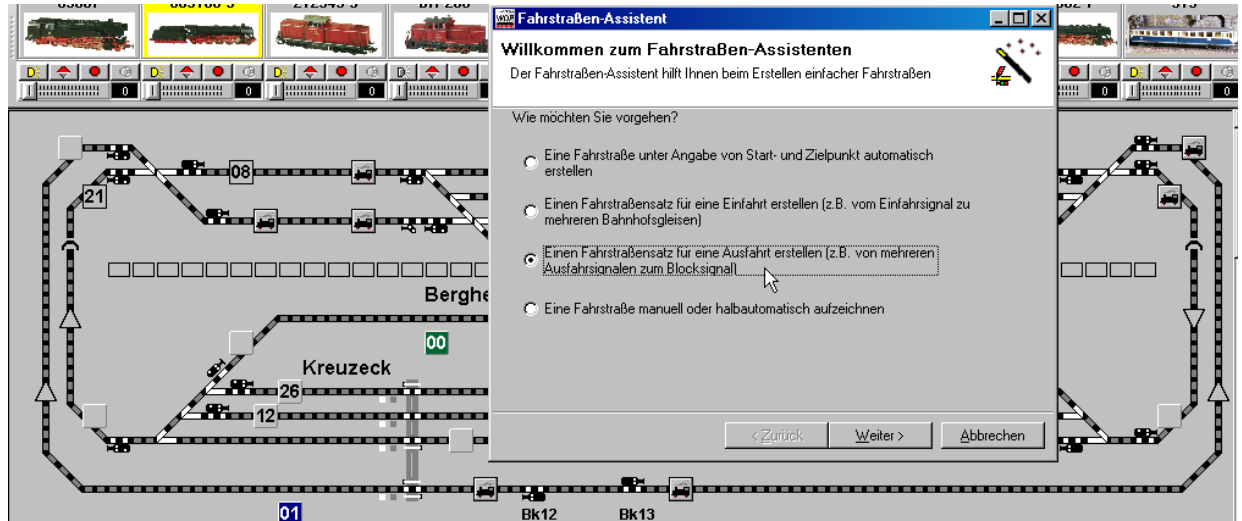 212345-3
WDP
Fahrstraßen-Assistent
Willkommen zum Fahrstraßen-Assistenten
Der Fahrstraßen-Assistent hilft Ihnen beim Erstellen einfacher Fahrstraßen
Wie möchten Sie vorgehen?
Eine Fahrstraße unter Angabe von Start- und Zielpunkt automatisch
erstellen
Einen Fahrstraßensatz für eine Einfahrt erstellen (z.B. vom Einfahrsignal zu
mehreren Bahnhofsgleisen)
Einen Fahrstraßensatz für eine Ausfahrt erstellen (z.B. von mehreren
Ausfahrsignalen zum Blocksignal)
Eine Fahrstraße manuell oder halbautomatisch aufzeichnen
< Zurück
Weiter >
Abbrechen
0 0 0 0 0
08
21
Berghe
00
Kreuzeck
26
12
01
Bk12
Bk13